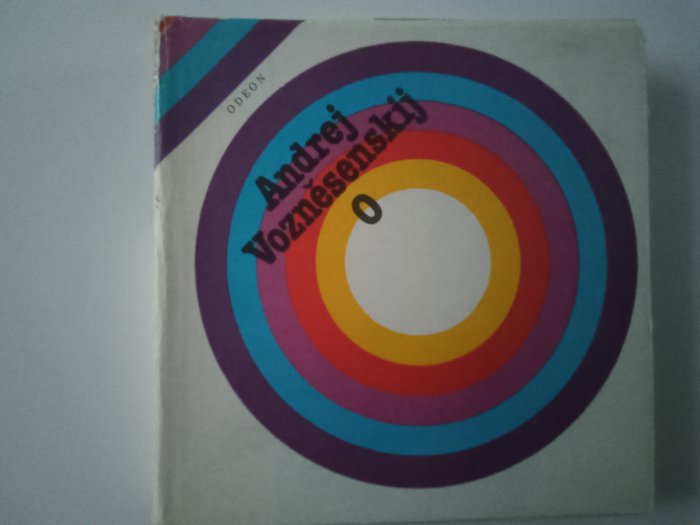 ODEON
Andrej
Vozněsenskij
O